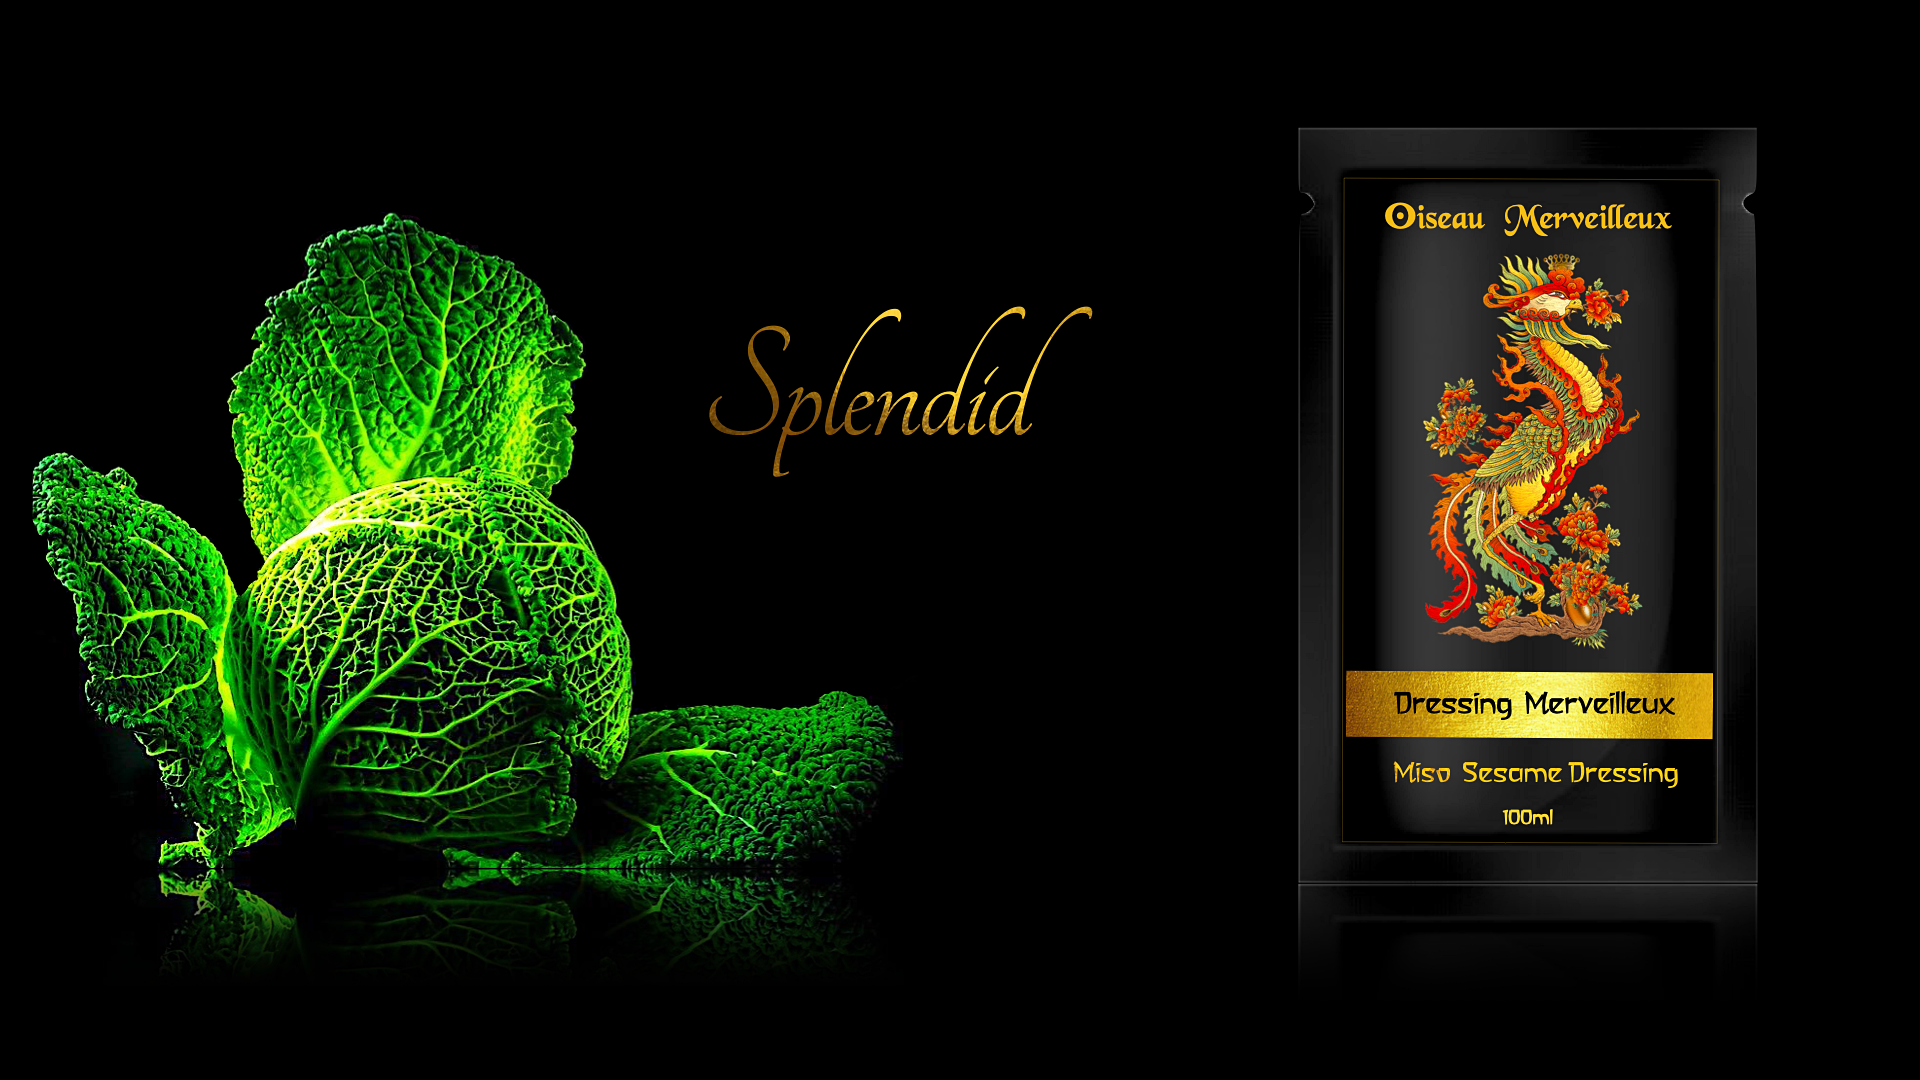 Splendid
Oiseau Merveilleux
Dressing Merveilleux
Miso Sesame Dressing
100ml